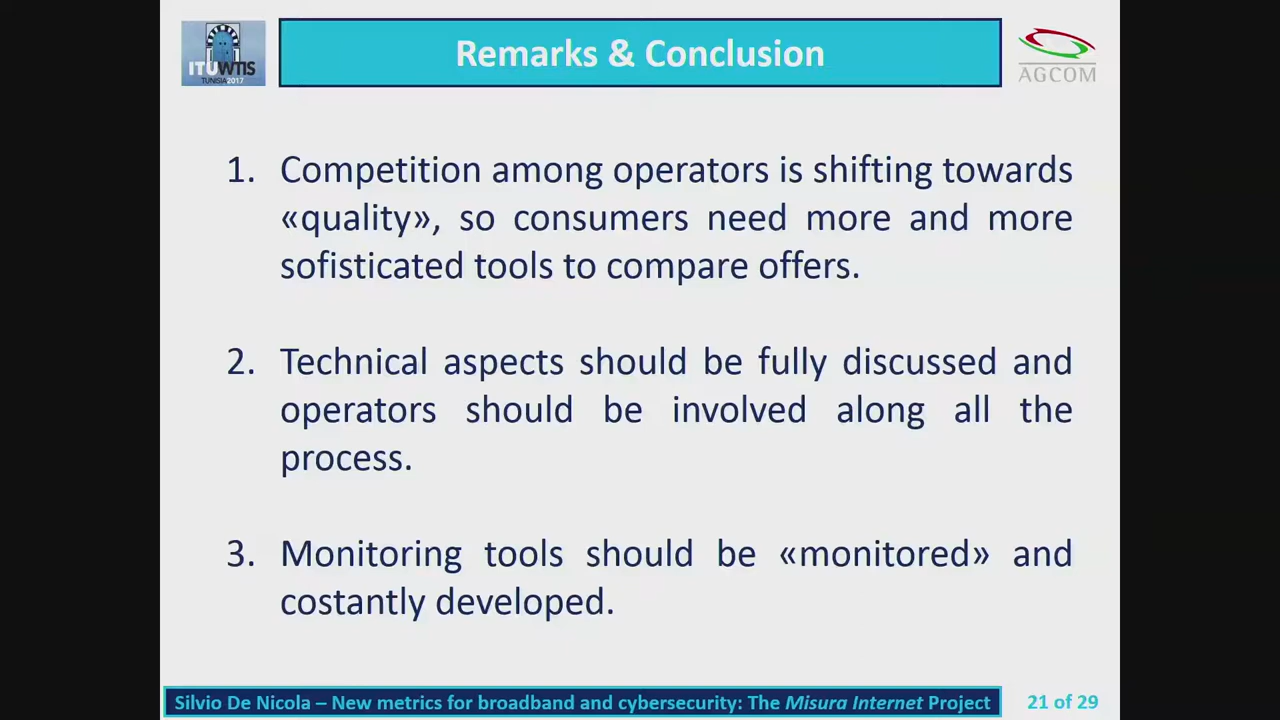 ITUWTIS
TUNISIA 2017
Remarks & Conclusion
AGCOM
1. Competition among operators is shifting towards
«quality», so consumers need more and more
sofisticated tools to compare offers.
2. Technical aspects should be fully discussed and
operators should be involved along all the
process.
3. Monitoring tools should be «monitored» and
costantly developed.
Silvio De Nicola – New metrics for broadband and cybersecurity: The Misura Internet Project
21 of 29